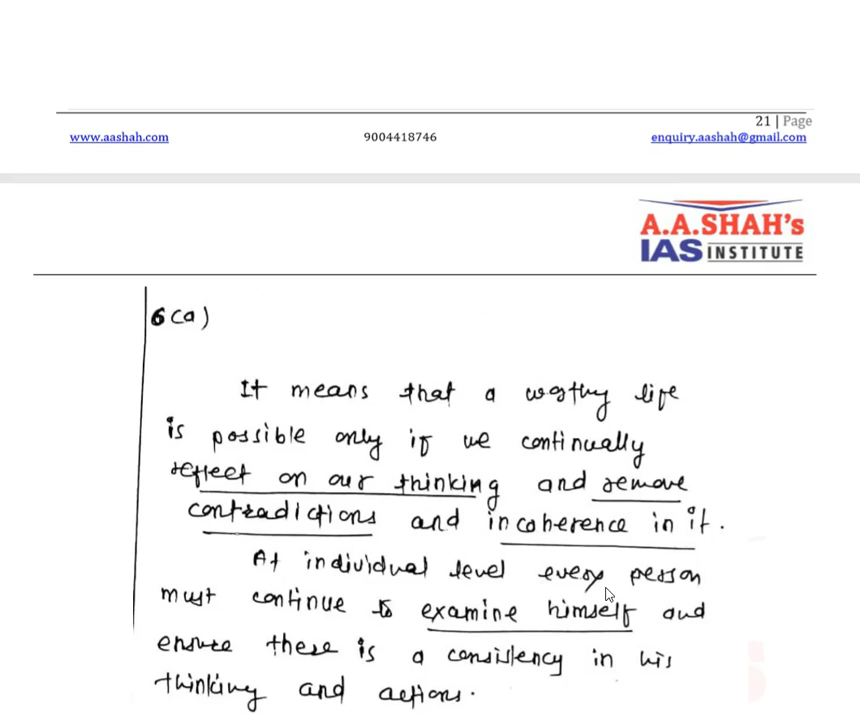 21 | Page
www.aashah.com 9004418746 enquiry.aashah@gmail.com
A.A.SHAH's
IAS INSTITUTE
6(a)
It means that a worthy life
is possible only if we continually
reflect on our thinking and remove
contradictions and incoherence in it.
At individual level every person
must continue to examine himself and
ensure there is a consistency in his
thinking and actions.